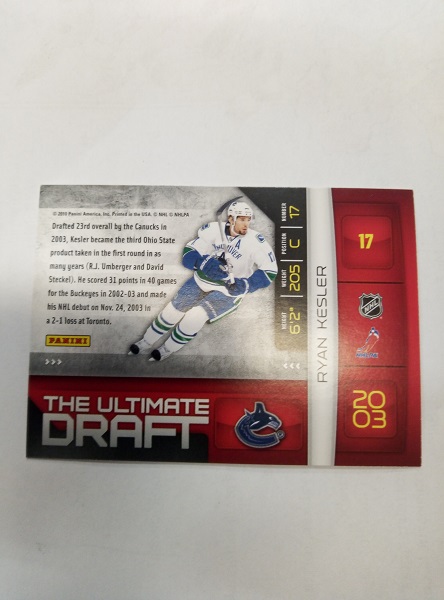 © 2010 Panini America, Inc. Printed in the USA. © NHL © NHLPA
Drafted 23rd overall by the Canucks in
2003, Kesler became the third Ohio State
product taken in the first round in as
many years (R.J. Umberger and David
Steckel). He scored 31 points in 40 games
for the Buckeyes in 2002-03 and made
his NHL debut on Nov. 24, 2003 in
a 2-1 loss at Toronto.
PANINI
THE ULTIMATE
DRAFT
HEIGHT 6'2" WEIGHT 205 POSITION C NUMBER 17
RYAN KESLER
17
NHL
20
03